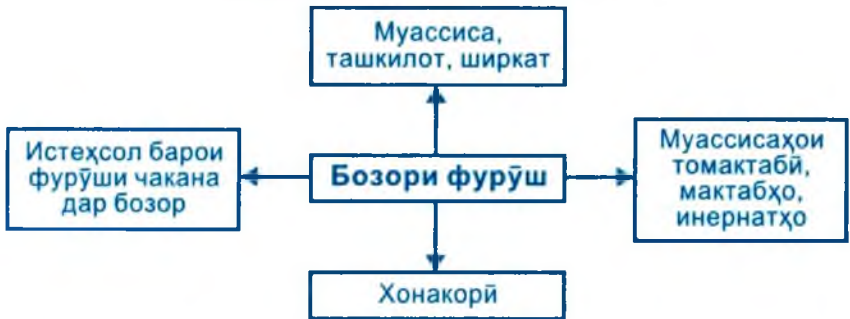 Муассиса,
ташкилот, ширкат
Истеҳсол барои
фурӯши чакана
дар бозор
Бозори фурӯш
Муассисаҳои
томактабӣ,
мактабҳо,
инернатҳо
Хонакорӣ